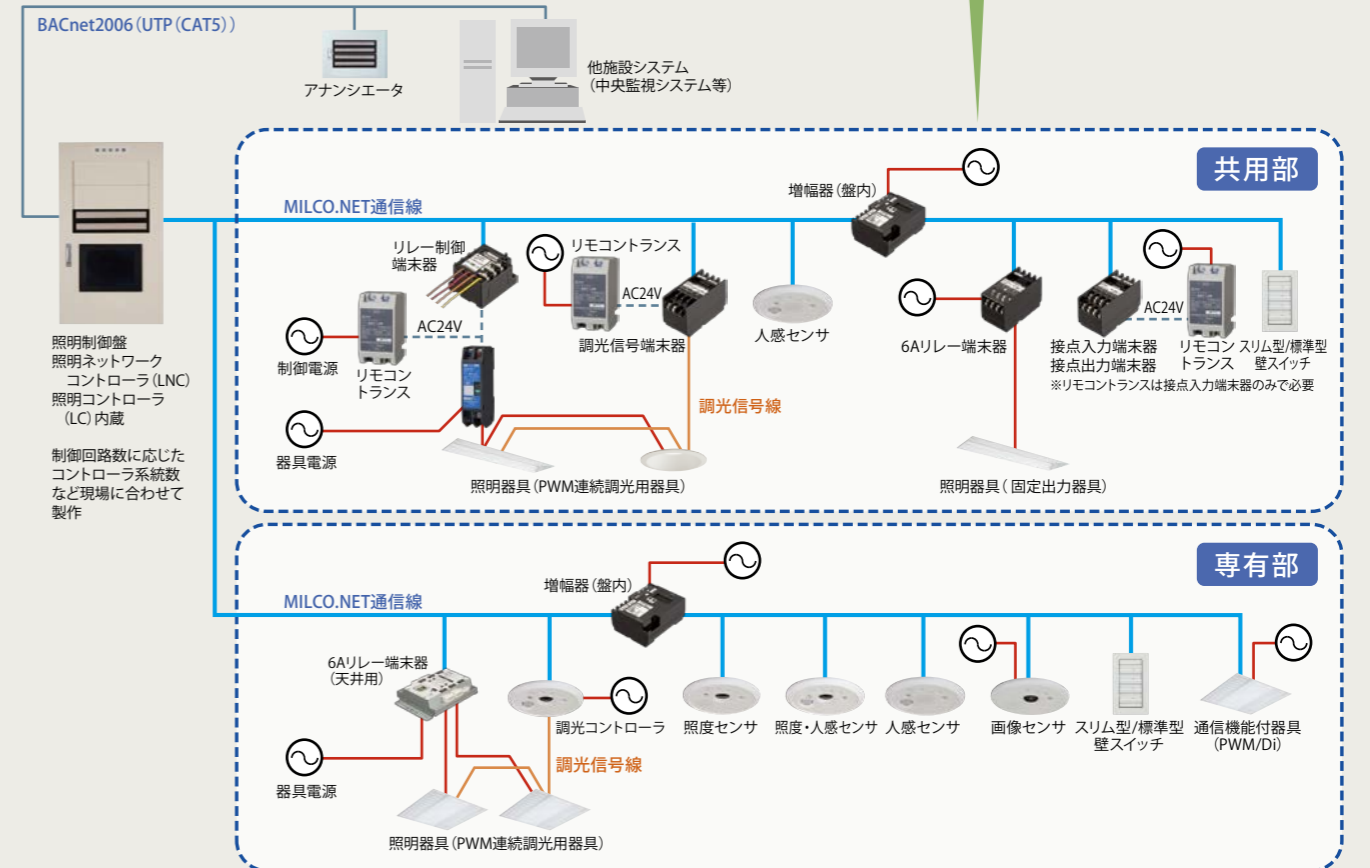 BACnet2006(UTP(CAT5))
アナンシエータ
他施設システム
(中央監視システム等)
照明制御盤
照明ネットワーク
コントローラ(LNC)
照明コントローラ
(LC)内蔵
制御回路数に応じた
コントローラ系統数
など現場に合わせて
製作
共用部
MILCO.NET通信線
増幅器(盤内)
リレー制御
端末器
リモコントランス
AC24V
AC24V
制御電源
リモコン
トランス
調光信号端末器
人感センサ
6Aリレー端末器
接点入力端末器
接点出力端末器
AC24V
リモコン
トランス
スリム型/標準型
壁スイッチ
※リモコントランスは接点入力端末器のみで必要
調光信号線
器具電源
照明器具(PWM連続調光用器具)
照明器具(固定出力器具)
専有部
MILCO.NET通信線
増幅器(盤内)
6Aリレー端末器
(天井用)
調光コントローラ
照度センサ
照度・人感センサ
人感センサ
画像センサ
スリム型/標準型
壁スイッチ
通信機能付器具
(PWM/Di)
調光信号線
器具電源
照明器具(PWM連続調光用器具)